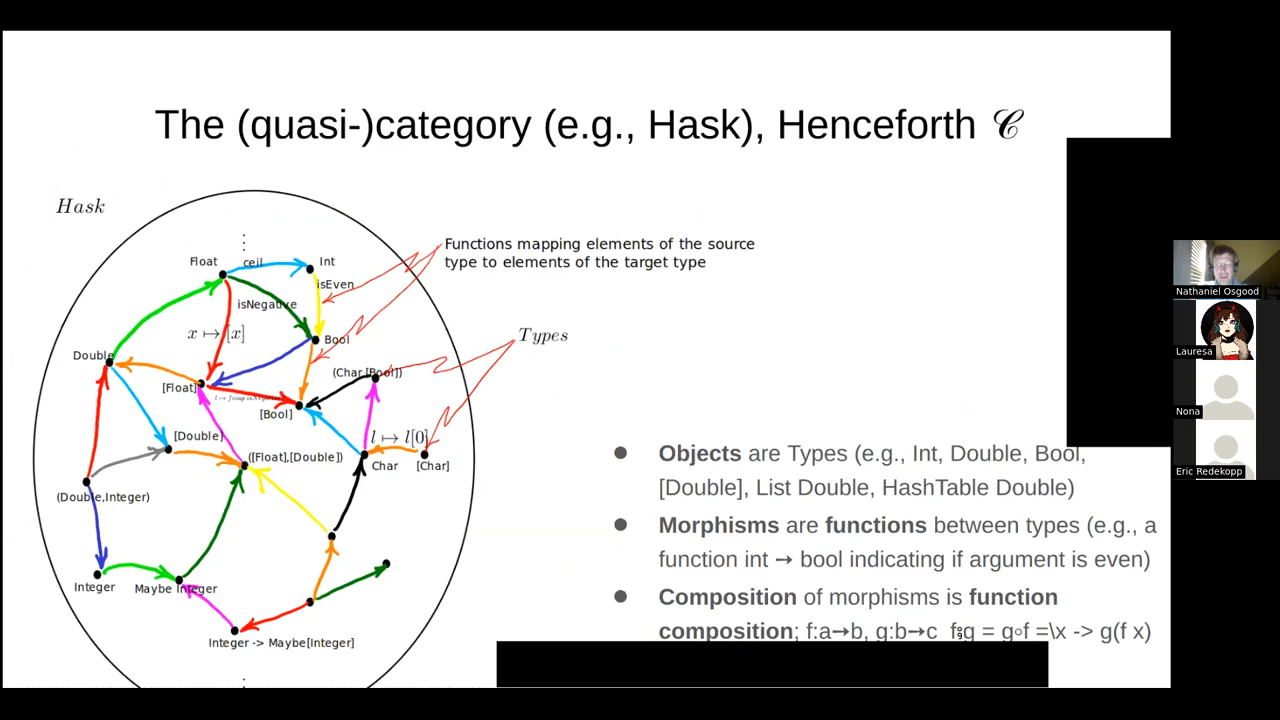 The (quasi-)category (e.g., Hask), Henceforth 𝒞
Hask
Functions mapping elements of the source
type to elements of the target type
Types
Float
ceil
Int
isEven
isNegative
x ↦ [x]
Bool
Double
[Float]
(Char,[Bool])
[Bool]
[Double]
l ↦ l[0]
([Float],[Double])
Char
[Char]
(Double,Integer)
Integer
Maybe Integer
Integer -> Maybe[Integer]
● Objects are Types (e.g., Int, Double, Bool,
[Double], List Double, HashTable Double)
● Morphisms are functions between types (e.g., a
function int → bool indicating if argument is even)
● Composition of morphisms is function
composition; f:a→b, g:b→c f⨟g = g∘f =\x -> g(f x)
Nathaniel Osgood
Lauresa
Nona
Eric Redekopp